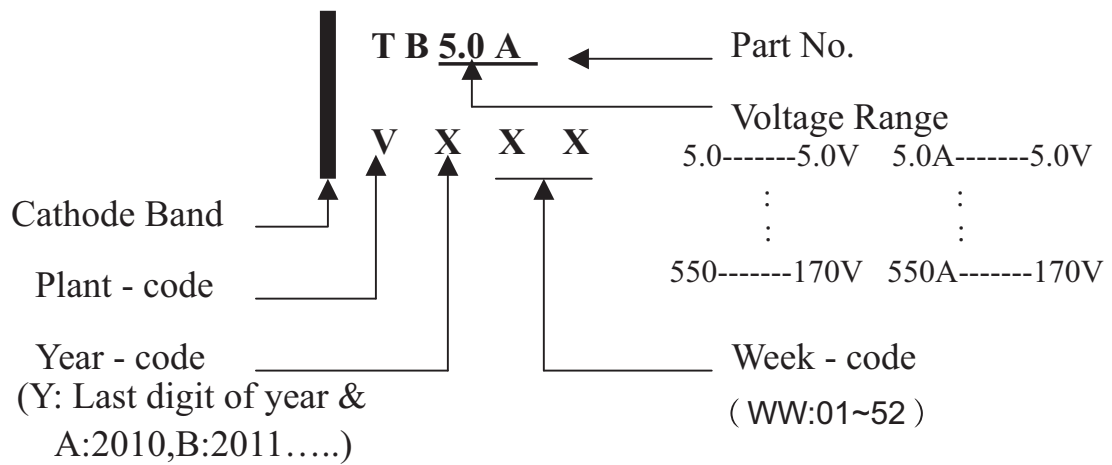 T B 5.0 A
Part No.
Voltage Range
V X X X
5.0-------5.0V 5.0A-------5.0V
: :
: :
550-------170V 550A-------170V
Cathode Band
Plant - code
Year - code
(Y: Last digit of year &
A:2010,B:2011…..)
Week - code
（WW:01~52）